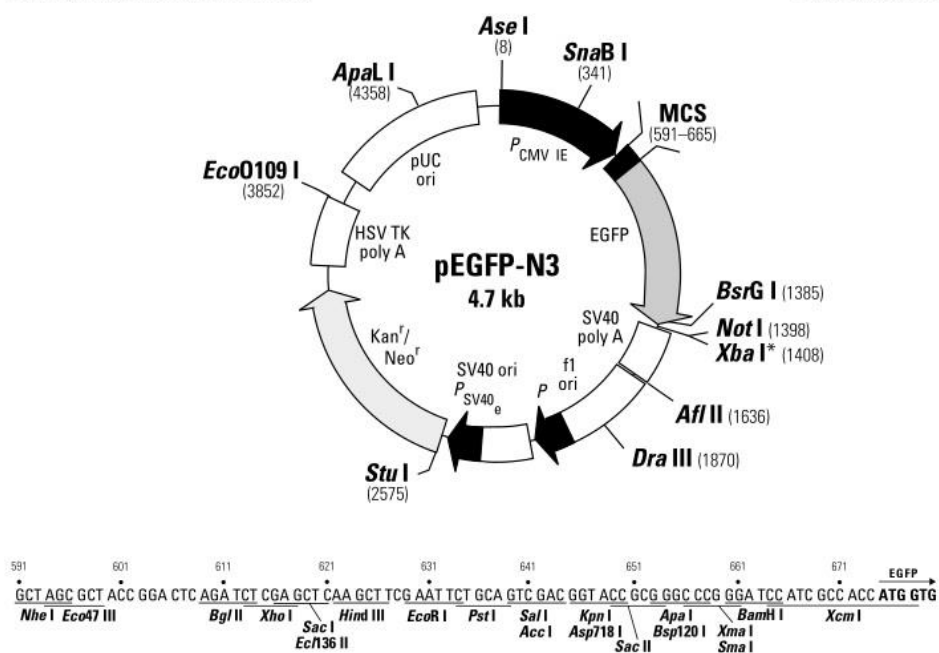 Ase I
(8)
SnaB I
(341)
ApaL I
(4358)
MCS
(591–665)
PCMV IE
pUC
ori
EcoO109 I
(3852)
HSV TK
poly A
EGFP
pEGFP-N3
4.7 kb
BsrG I (1385)
Not I (1398)
Xba I* (1408)
SV40
poly A
Kanr/
Neor
SV40 ori
PSV40e
f1
ori
P
Afl II (1636)
Dra III (1870)
Stu I
(2575)
591 601 611 621 631 641 651 661 671 EGFP
GCT AGC GCT ACC GGA CTC AGA TCT CGA GCT CAA GCT TCG AAT TCT GCA GTC GAC GGT ACC GCG GGC CCG GGA TCC ATC GCC ACC ATG GTG
Nhe I Eco47 III Bgl II Xho I Hind III EcoR I Pst I Sal I Kpn I Apa I BamH I Xcm I
Sac I Acc I Asp718 I Bsp120 I Xma I
Ecl136 II Sac II Sma I